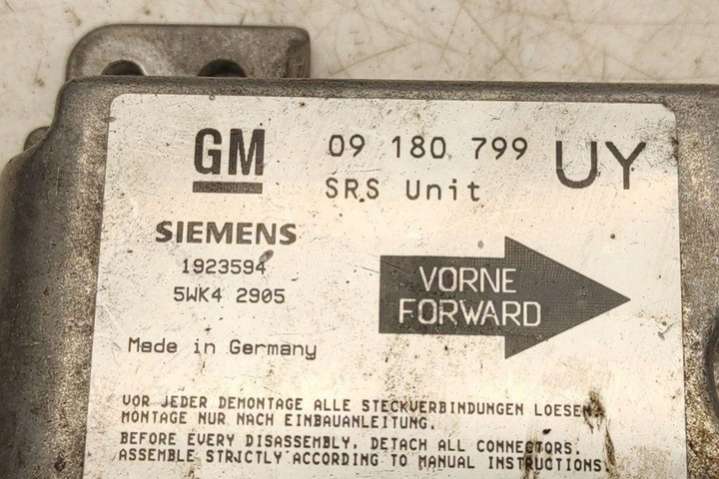 GM 09 180 799 UY
SRS Unit
SIEMENS
1923594
5WK4 2905
VORNE
FORWARD
Made in Germany
VOR JEDER DEMONTAGE ALLE STECKVERBINDUNGEN LOESEN.
MONTAGE NUR NACH EINBAUANLEITUNG.
BEFORE EVERY DISASSEMBLY, DETACH ALL CONNECTORS.
ASSEMBLE STRICTLY ACCORDING TO MANUAL INSTRUCTIONS.